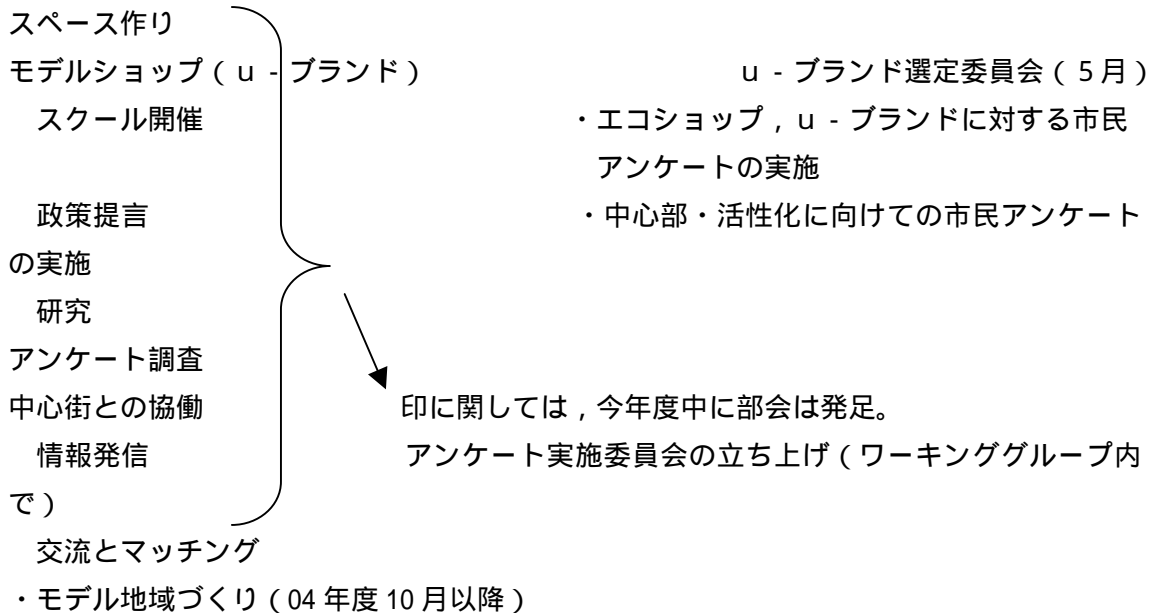 スペース作り
モデルショップ(u-ブランド) u-ブランド選定委員会(5月)
スクール開催 ・エコショップ,u-ブランドに対する市民
アンケートの実施
政策提言 ・中心部・活性化に向けての市民アンケート
の実施
研究
アンケート調査
中心街との協働 印に関しては,今年度中に部会は発足。
情報発信 アンケート実施委員会の立ち上げ(ワーキンググループ内
で)
交流とマッチング
・モデル地域づくり(04年度10月以降)